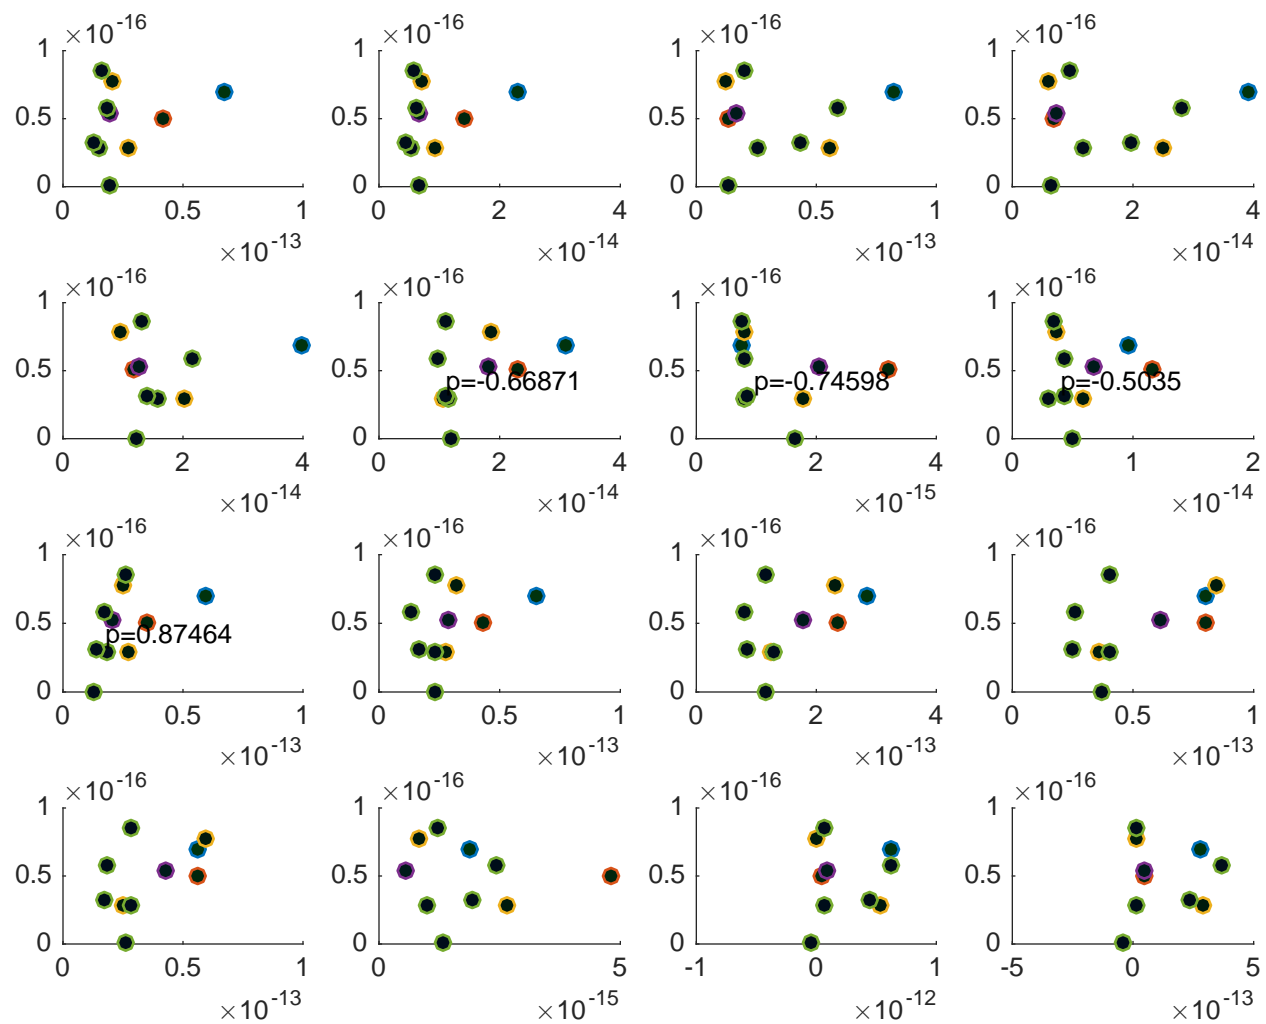 ×10-16 ×10-16 ×10-16 ×10-16
1 1 1 1
0.5 0.5 0.5 0.5
0 0 0 0
0 0.5 1 0 2 4 0 0.5 1 0 2 4
×10-13 ×10-14 ×10-13 ×10-14
×10-16 ×10-16 ×10-16 ×10-16
1 1 1 1
0.5 0.5 0.5 0.5
p=-0.66871 p=-0.74598 p=-0.5035
0 0 0 0
0 2 4 0 2 4 0 2 4 0 1 2
×10-14 ×10-14 ×10-15 ×10-14
×10-16 ×10-16 ×10-16 ×10-16
1 1 1 1
0.5 0.5 0.5 0.5
p=0.87464
0 0 0 0
0 0.5 1 0 0.5 1 0 2 4 0 0.5 1
×10-13 ×10-13 ×10-13 ×10-13
×10-16 ×10-16 ×10-16 ×10-16
1 1 1 1
0.5 0.5 0.5 0.5
0 0 0 0
0 0.5 1 0 5 -1 0 1 -5 0 5
×10-13 ×10-15 ×10-12 ×10-13